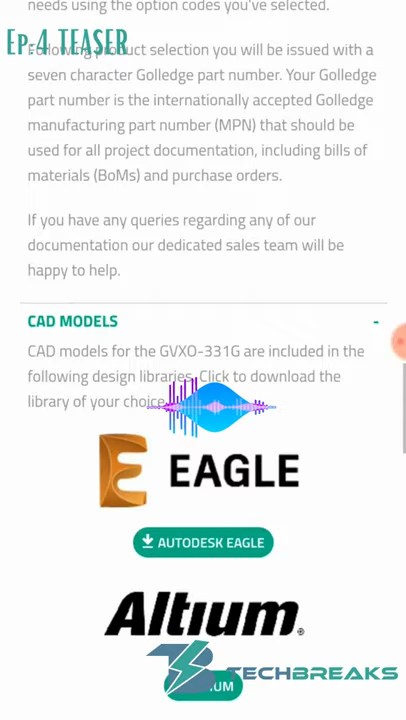 needs using the option codes you've selected.
Ep:4 TEASER
Following product selection you will be issued with a
seven character Golledge part number. Your Golledge
part number is the internationally accepted Golledge
manufacturing part number (MPN) that should be
used for all project documentation, including bills of
materials (BoMs) and purchase orders.
If you have any queries regarding any of our
documentation our dedicated sales team will be
happy to help.
CAD MODELS -
CAD models for the GVXO-331G are included in the
following design libraries. Click to download the
library of your choice
E EAGLE
AUTODESK EAGLE
Altium®
TECHBREAKS